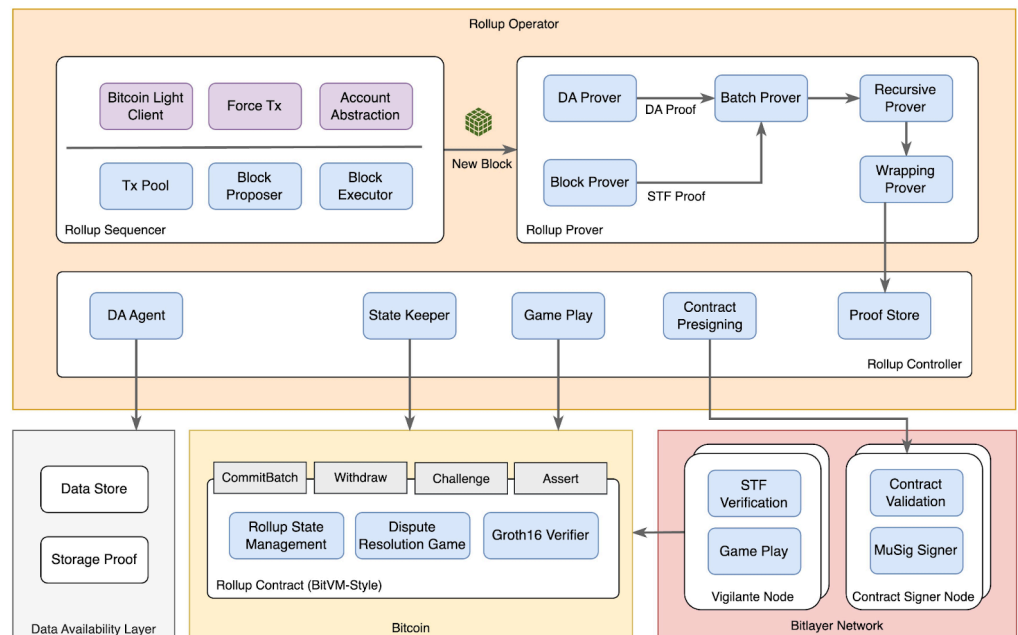 Rollup Operator
Bitcoin Light
Client
Force Tx
Account
Abstraction
Tx Pool
Block
Proposer
Block
Executor
Rollup Sequencer
New Block
DA Prover
DA Proof
Batch Prover
Recursive
Prover
Block Prover
STF Proof
Wrapping
Prover
Rollup Prover
DA Agent
State Keeper
Game Play
Contract
Presigning
Proof Store
Rollup Controller
Data Store
Storage Proof
Data Availability Layer
CommitBatch
Withdraw
Challenge
Assert
Rollup State
Management
Dispute
Resolution Game
Groth16 Verifier
Rollup Contract (BitVM-Style)
Bitcoin
STF
Verification
Game Play
Vigilante Node
Contract
Validation
MuSig Signer
Contract Signer Node
Bitlayer Network